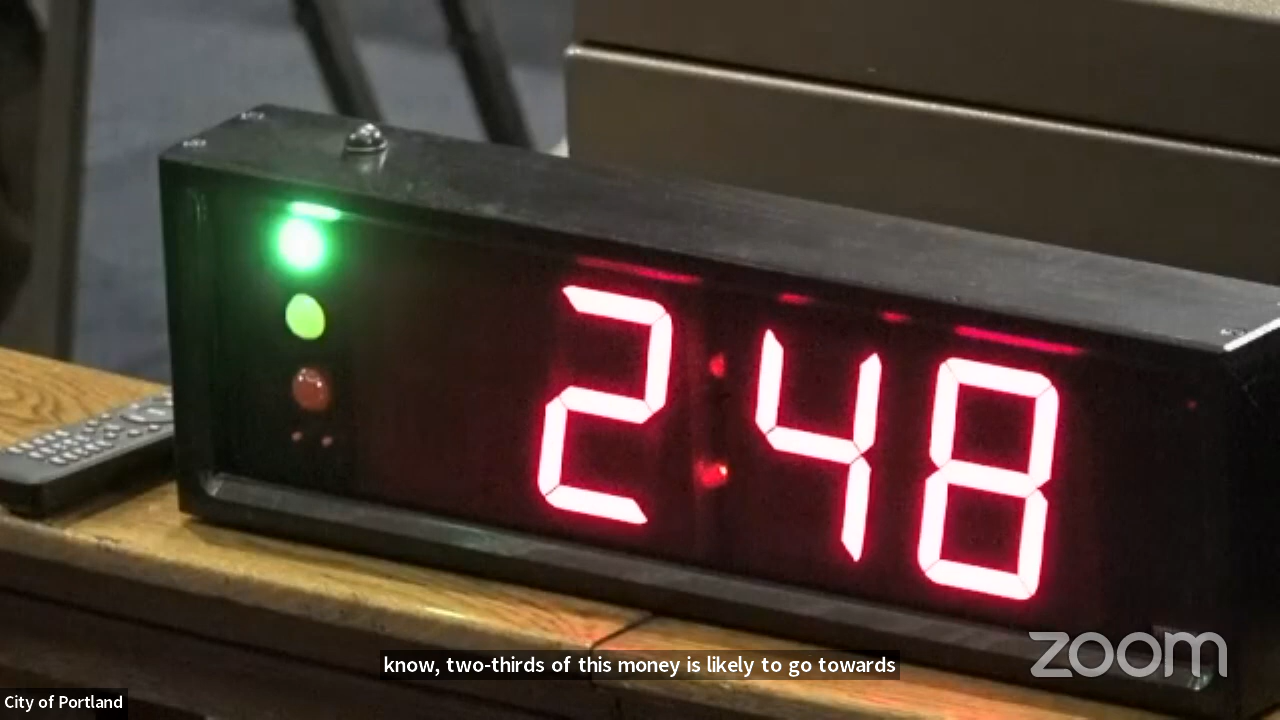 2:48
zoom
know, two-thirds of this money is likely to go towards
City of Portland